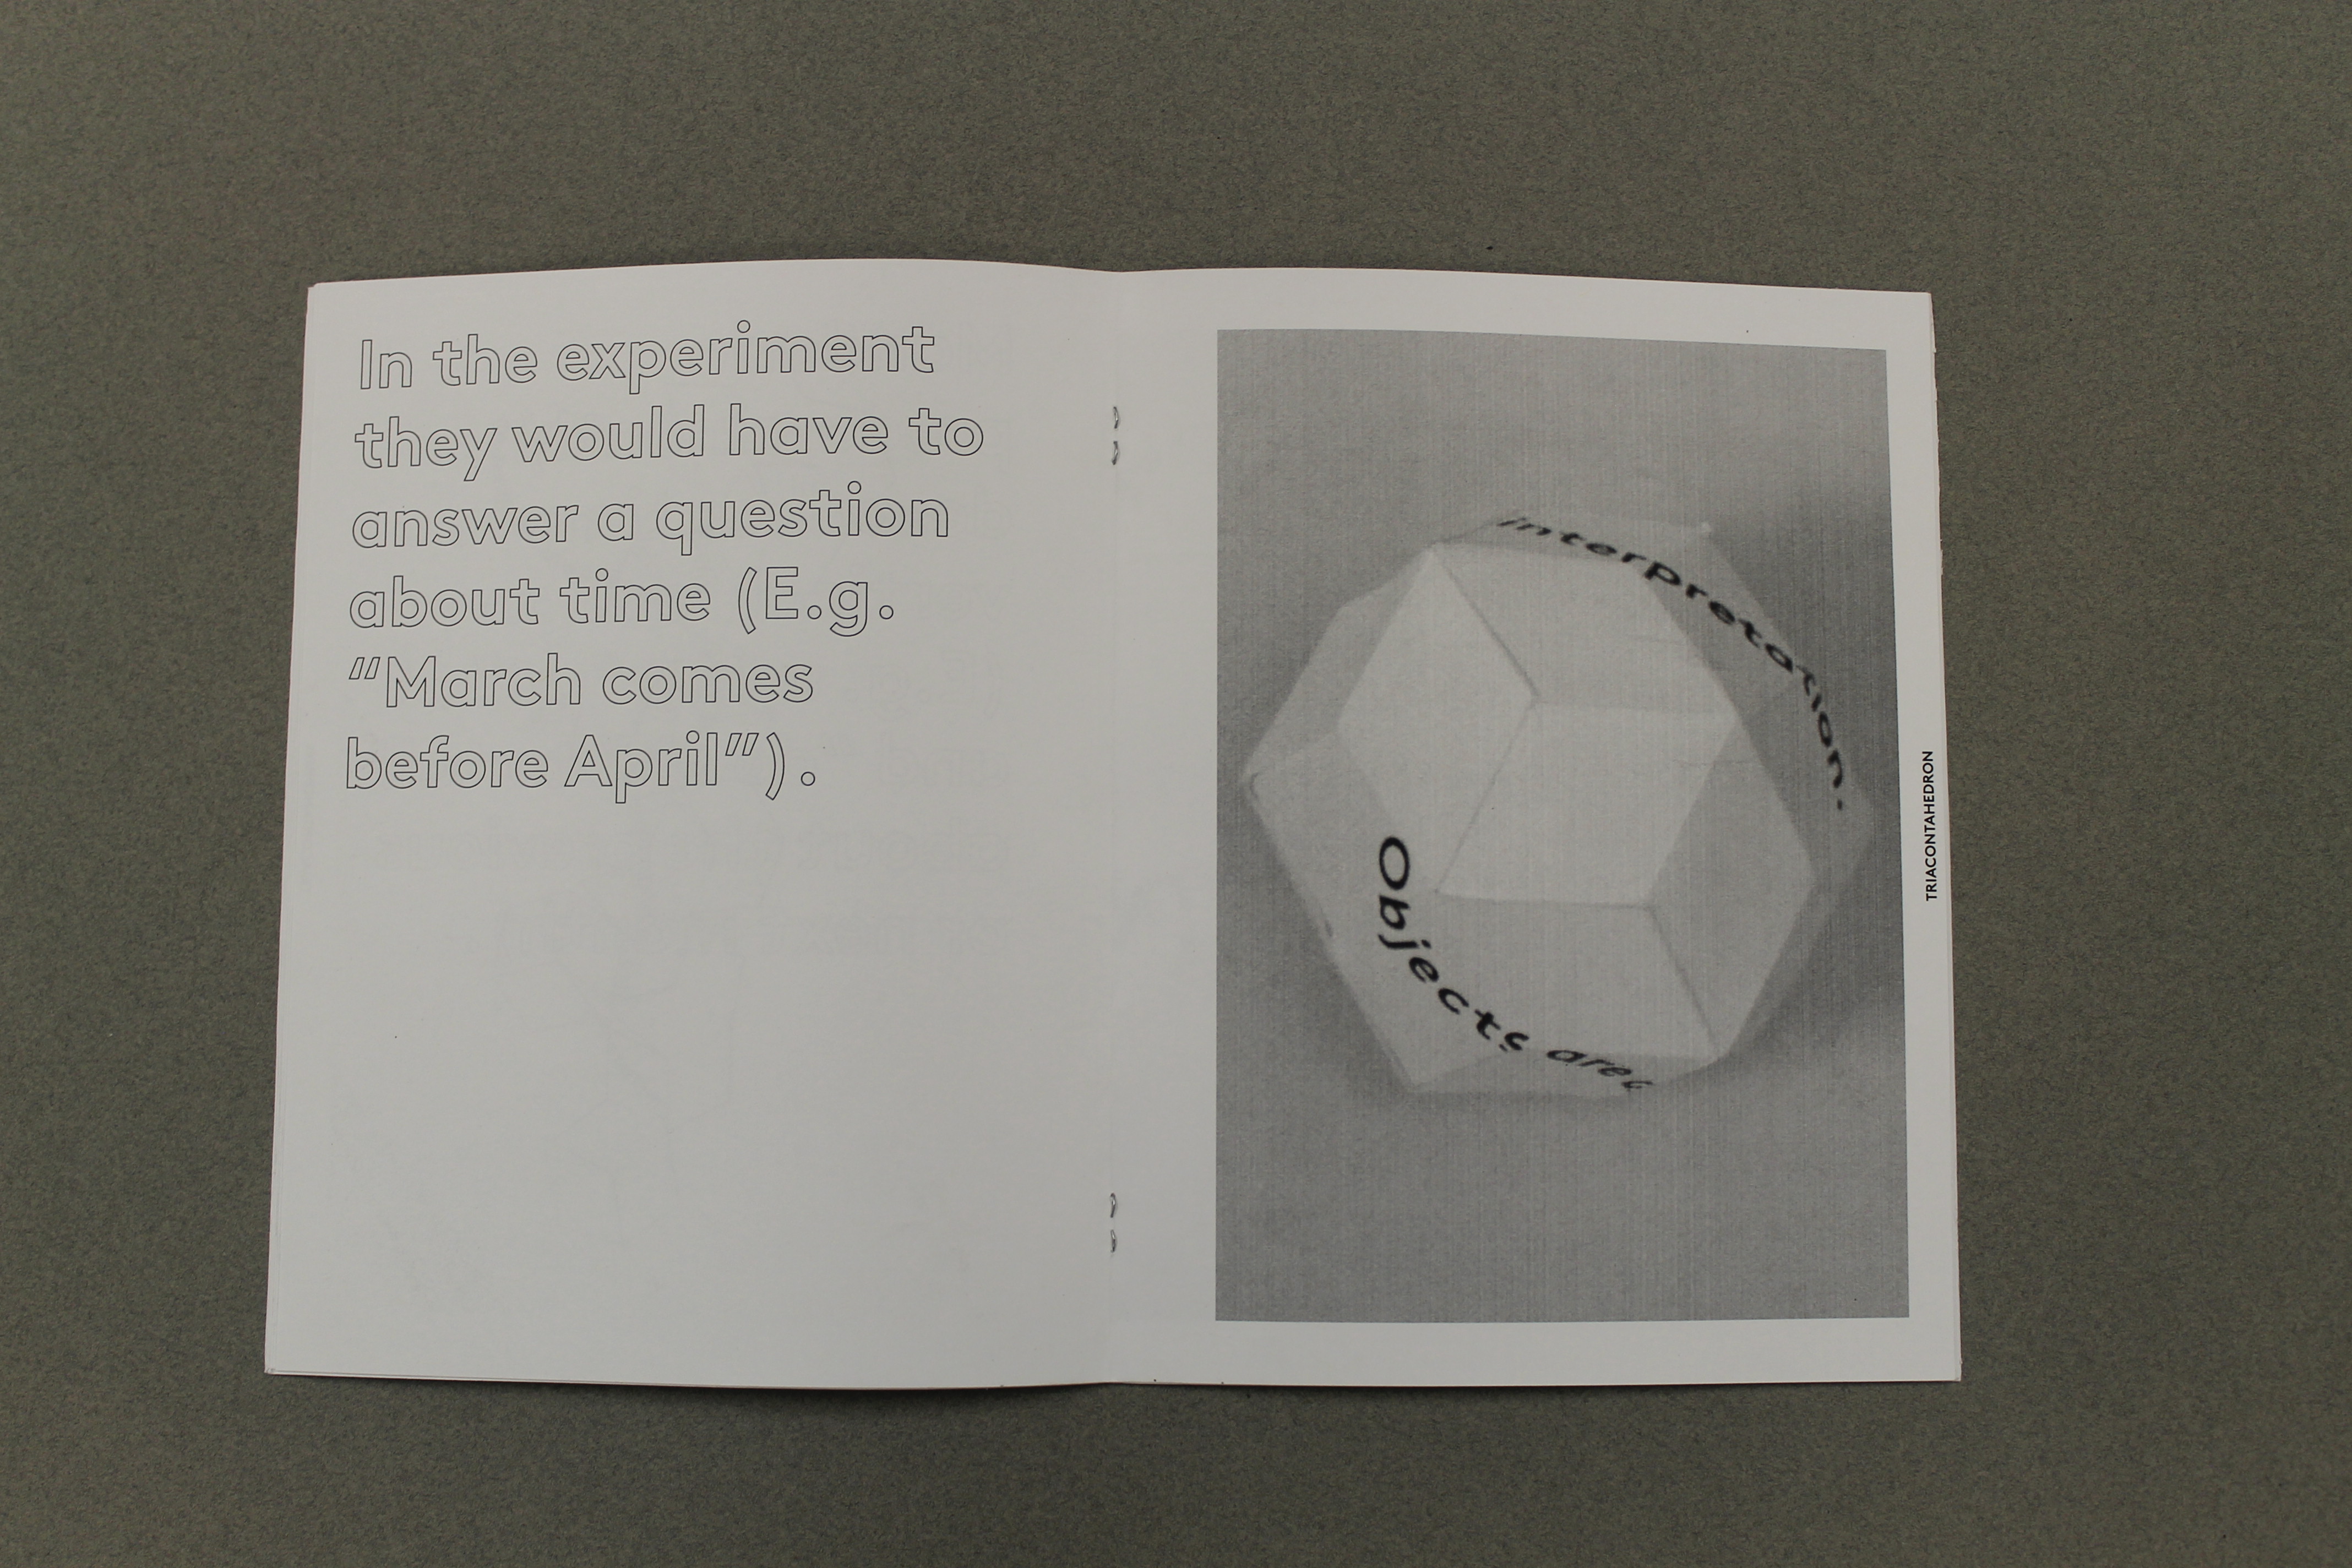 In the experiment
they would have to
answer a question
about time (E.g.
“March comes
before April”).
interpretation.
Objects are
TRIACONTAHEDRON